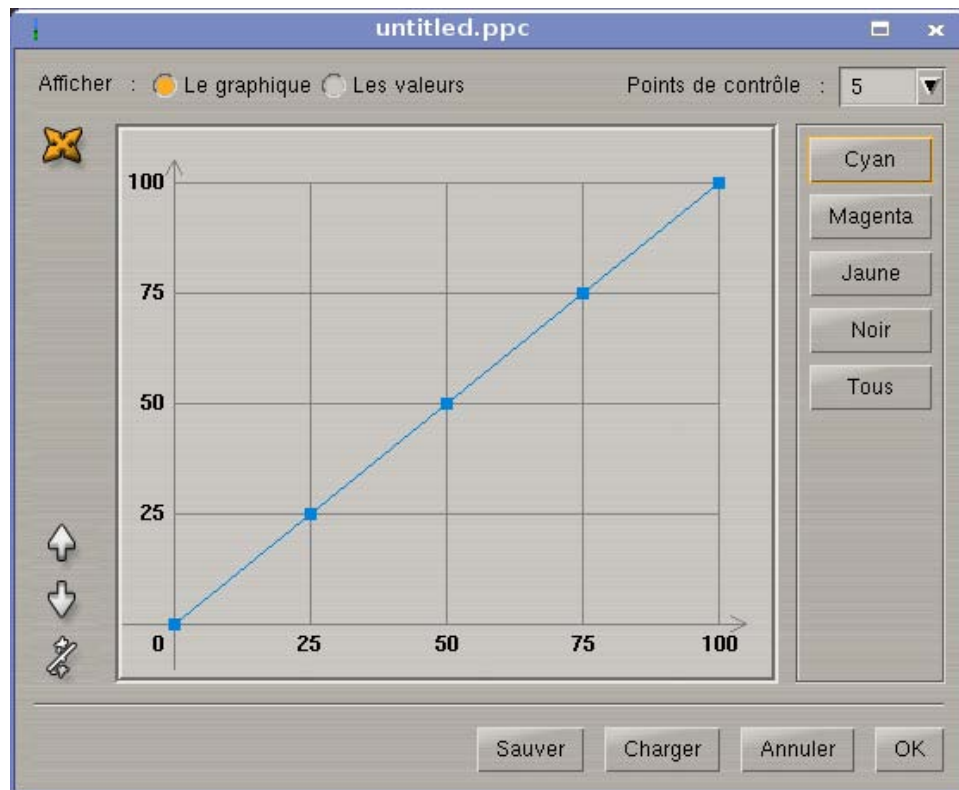 untitled.ppc
Afficher : Le graphique Les valeurs Points de contrôle : 5
100
75
50
25
0 25 50 75 100
Cyan
Magenta
Jaune
Noir
Tous
Sauver Charger Annuler OK